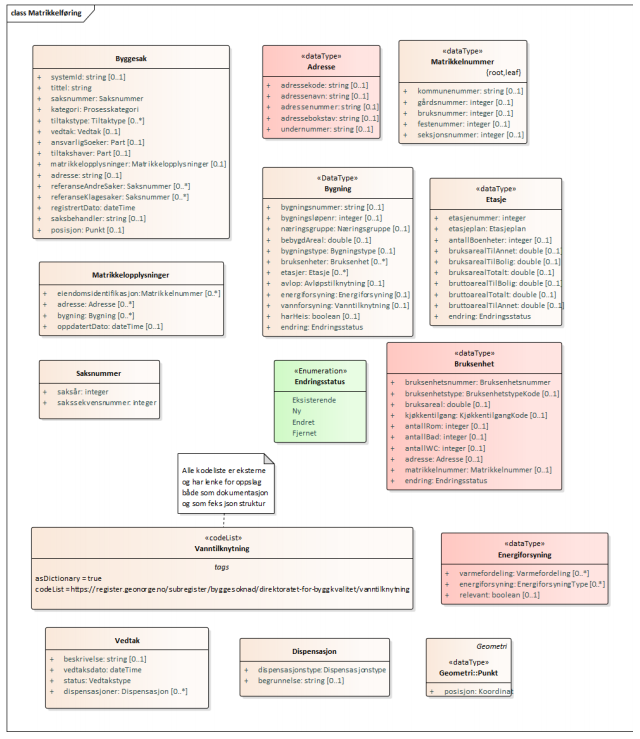 class Matrikkelføring
Byggesak
+ systemId: string [0..1]
+ tittel: string
+ saksnummer: Saksnummer
+ kategori: Prosesskategori
+ tiltakstype: Tiltaktype [0..*]
+ vedtak: Vedtak [0..1]
+ ansvarligSoeker: Part [0..1]
+ tiltakshaver: Part [0..1]
+ matrikkelopplysninger: Matrikkelopplysninger [0.1]
+ adresse: string [0..1]
+ referanseAndreSaker: Saksnummer [0..*]
+ referanseKlagesaker: Saksnummer [0..*]
+ registrertDato: dateTime
+ saksbehandler: string [0..1]
+ posisjon: Punkt [0..1]
«dataType»
Adresse
+ adressekode: string [0..1]
+ adressenavn: string [0..1]
+ adressenummer: string [0..1]
+ adressebokstav: string [0..1]
+ undernummer: string [0..1]
«dataType»
Matrikkelnummer
{root,leaf}
+ kommunenummer: string [0..1]
+ gårdsnummer: integer [0..1]
+ bruksnummer: integer [0..1]
+ festenummer: integer [0..1]
+ seksjonsnummer: integer [0..1]
«DataType»
Bygning
+ bygningsnummer: string [0..1]
+ bygningsløpenr: integer [0..1]
+ næringsgruppe: Næringsgruppe [0..1]
+ bebygdAreal: double [0..1]
+ bygningstype: Bygningstype [0..1]
+ bruksenheter: Bruksenhet [0..*]
+ etasjer: Etasje [0..*]
+ avlop: Avløpstilknytning [0..1]
+ energiforsyning: Energiforsyning [0..1]
+ vannforsyning: Vanntilknytning [0..1]
+ harHeis: boolean [0..1]
+ endring: Endringsstatus
«dataType»
Etasje
+ etasjenummer: integer
+ etasjeplan: Etasjeplan
+ antallBoenheter: integer [0..1]
+ bruksarealTilAnnet: double [0..1]
+ bruksarealTilBolig: double [0..1]
+ bruksarealTotalt: double [0..1]
+ bruttoarealTilBolig: double [0..1]
+ bruttoarealTotalt: double [0..1]
+ bruttoarealTilAnnet: double [0..1]
+ endring: Endringsstatus
Matrikkelopplysninger
+ eiendomsidentifikasjon:Matrikkelnummer [0..*]
+ adresse: Adresse [0..*]
+ bygning: Bygning [0..*]
+ oppdatertDato: dateTime [0..1]
Saksnummer
+ saksår: integer
+ sakssekvensnummer: integer
«Enumeration»
Endringsstatus
Eksisterende
Ny
Endret
Fjernet
«dataType»
Bruksenhet
+ bruksenhetsnummer: Bruksenhetsnummer
+ bruksenhetstype: BruksenhetstypeKode [0..1]
+ bruksareal: double [0..1]
+ kjøkkentilgang: KjøkkentilgangKode [0..1]
+ antallRom: integer [0..1]
+ antallBad: integer [0..1]
+ antallWC: integer [0..1]
+ adresse: Adresse [0..1]
+ matrikkelnummer: Matrikkelnummer [0..1]
+ endring: Endringsstatus
Alle kodeliste er eksterne
og har lenke for oppslag
både som dokumentasjon
og som feks json struktur
«codeList»
Vanntilknytning
tags
asDictionary = true
codeList =https://register.geonorge.no/subregister/byggesoknad/direktoratet-for-byggkvalitet/vanntilknytning
«dataType»
Energiforsyning
+ varmefordeling: Varmefordeling [0..*]
+ energiforsyning: EnergiforsyningType [0..*]
+ relevant: boolean [0..1]
Vedtak
+ beskrivelse: string [0..1]
+ vedtaksdato: dateTime
+ status: Vedtakstype
+ dispensasjoner: Dispensasjon [0..*]
Dispensasjon
+ dispensasjonstype: Dispensasjonstype
+ begrunnelse: string [0..1]
Geometri
«dataType»
Geometri::Punkt
+ posisjon: Koordinat